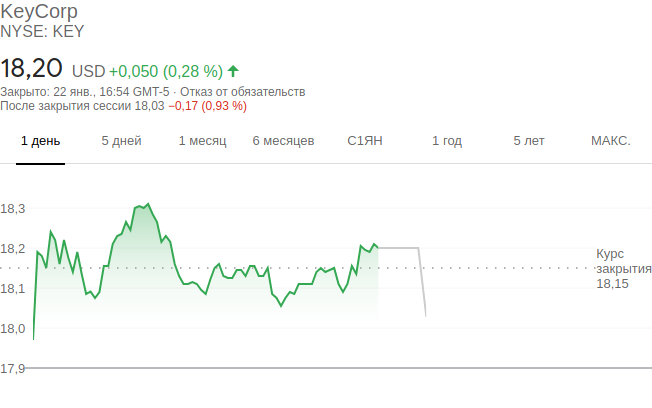 KeyCorp
NYSE: KEY
18,20 USD +0,050 (0,28 %)
Закрыто: 22 янв., 16:54 GMT-5 · Отказ от обязательств
После закрытия сессии 18,03 −0,17 (0,93 %)
1 день 5 дней 1 месяц 6 месяцев С1ЯН 1 год 5 лет МАКС.
18,3
18,2
18,1
18,0
17,9
Курс
закрытия
18,15